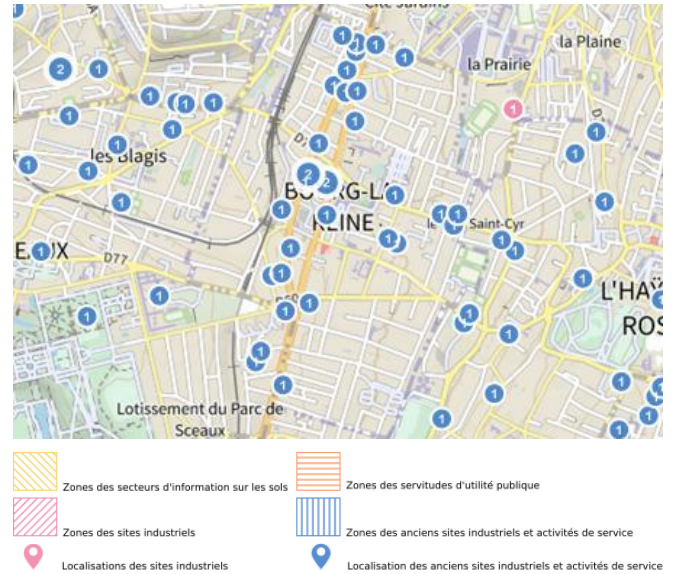 Cité Jardins
la Plaine
la Prairie
les Blagis
BOURG-LA-
REINE
Saint-Cyr
D77
L'HAŸ
ROS
Lotissement du Parc de
Sceaux
Zones des secteurs d'information sur les sols
Zones des servitudes d'utilité publique
Zones des sites industriels
Zones des anciens sites industriels et activités de service
Localisations des sites industriels
Localisation des anciens sites industriels et activités de service